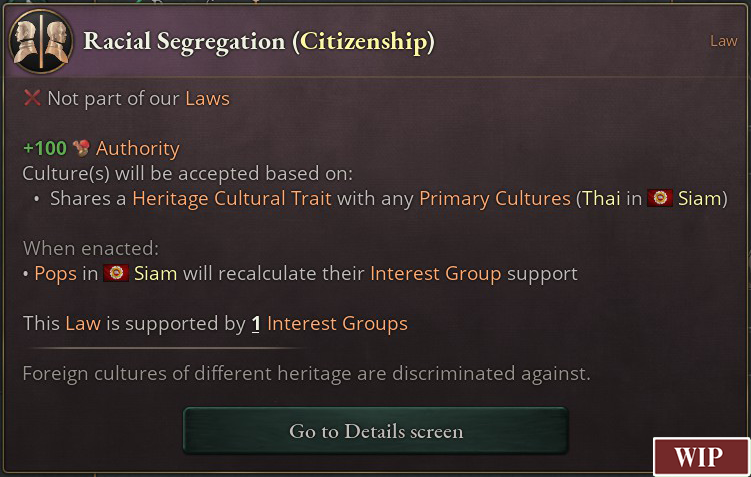 Racial Segregation (Citizenship)
Law
Not part of our Laws
+100 Authority
Culture(s) will be accepted based on:
• Shares a Heritage Cultural Trait with any Primary Cultures (Thai in Siam)
When enacted:
• Pops in Siam will recalculate their Interest Group support
This Law is supported by 1 Interest Groups
Foreign cultures of different heritage are discriminated against.
Go to Details screen
WIP